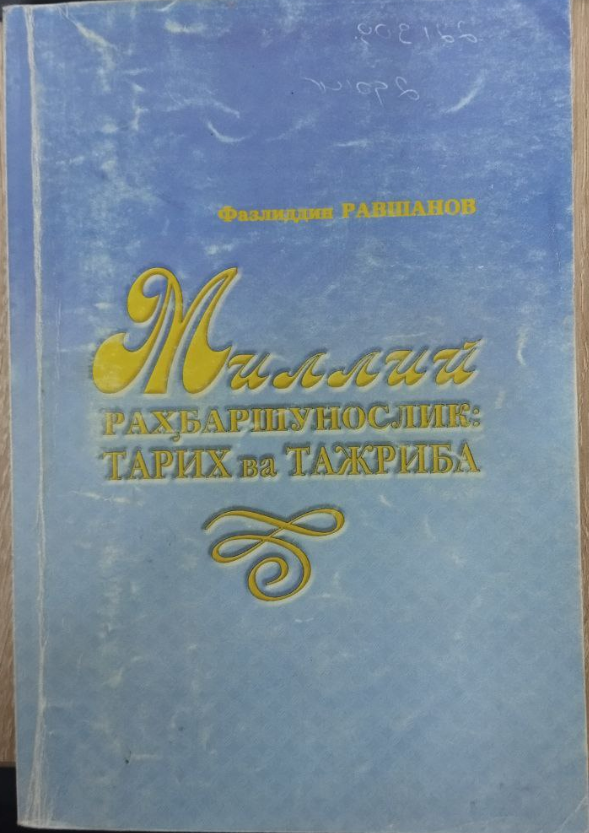 Фазлиддин РАВШАНОВ
Миллий
РАҲБАРШУНОСЛИК:
ТАРИХ ва ТАЖРИБА